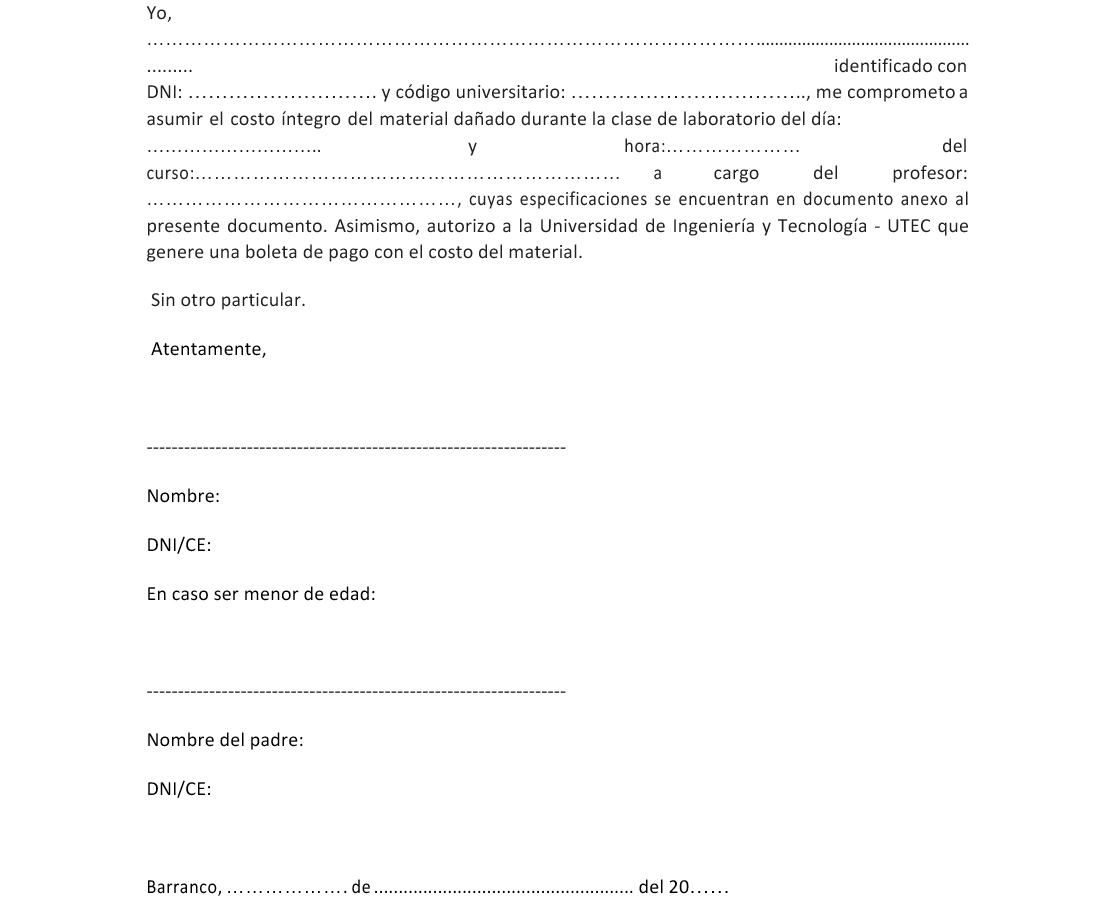 Yo,
……………………………………………………………………………………...............................................
......... identificado con
DNI: ………………………. y código universitario: …………………………….., me comprometo a
asumir el costo íntegro del material dañado durante la clase de laboratorio del día:
…………………….. y hora:………………… del
curso:………………………………………………………… a cargo del profesor:
…………………………………………, cuyas especificaciones se encuentran en documento anexo al
presente documento. Asimismo, autorizo a la Universidad de Ingeniería y Tecnología - UTEC que
genere una boleta de pago con el costo del material.
Sin otro particular.
Atentamente,
-------------------------------------------------------------------
Nombre:
DNI/CE:
En caso ser menor de edad:
-------------------------------------------------------------------
Nombre del padre:
DNI/CE:
Barranco, ………………. de ...................................................... del 20……